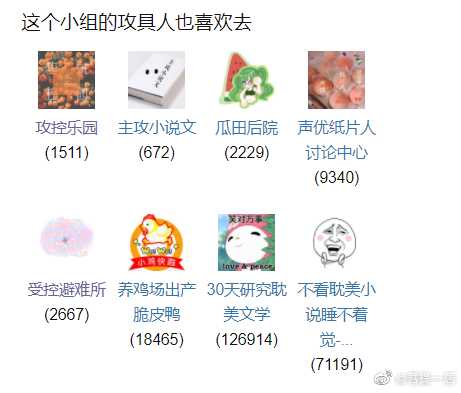 这个小组的攻具人也喜欢去
攻控乐园
(1511)
主攻小说文
(672)
瓜田后院
(2229)
声优纸片人
讨论中心
(9340)
受控避难所
(2667)
小鸡快跑
养鸡场出产
脆皮鸭
(18465)
笑对万事
love & peace
30天研究耽
美文学
(126914)
不看耽美小
说睡不着
觉-...
(71191)